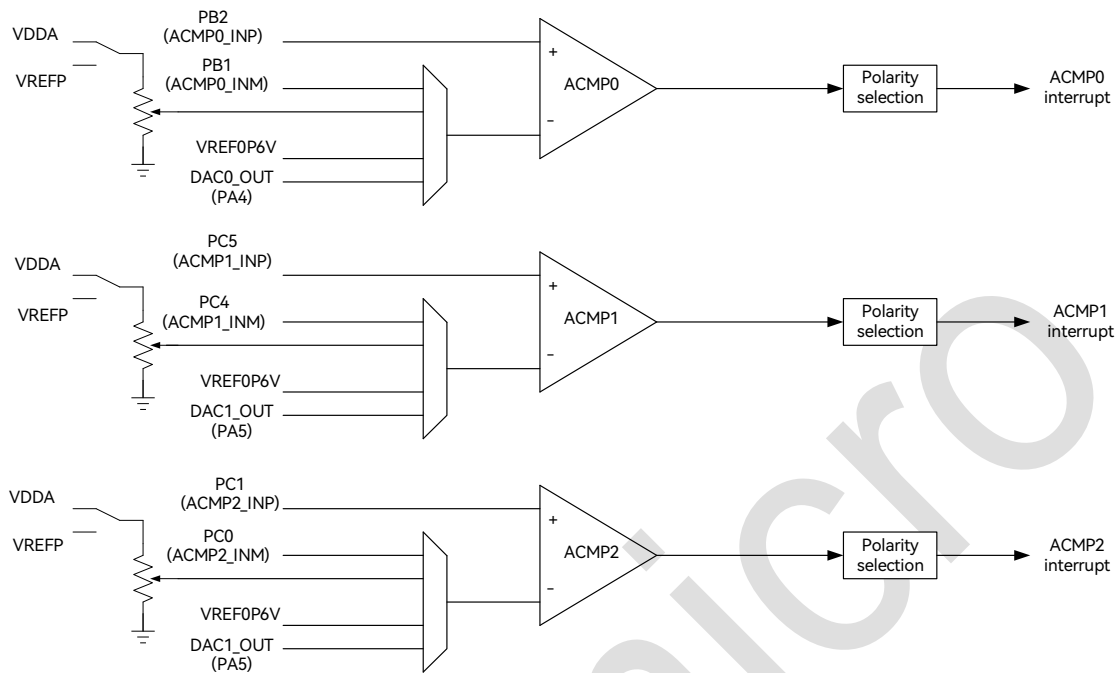 VDDA
VREFP
PB2
(ACMP0_INP)
PB1
(ACMP0_INM)
VREF0P6V
DAC0_OUT
(PA4)
+
ACMP0
-
Polarity
selection
ACMP0
interrupt
VDDA
VREFP
PC5
(ACMP1_INP)
PC4
(ACMP1_INM)
VREF0P6V
DAC1_OUT
(PA5)
+
ACMP1
-
Polarity
selection
ACMP1
interrupt
VDDA
VREFP
PC1
(ACMP2_INP)
PC0
(ACMP2_INM)
VREF0P6V
DAC1_OUT
(PA5)
+
ACMP2
-
Polarity
selection
ACMP2
interrupt
micro